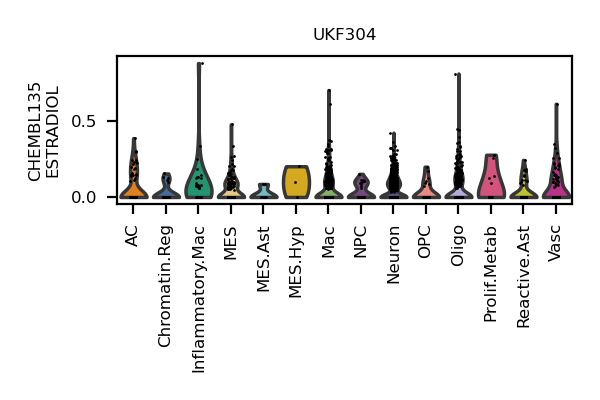 UKF304
CHEMBL135
ESTRADIOL
0.5
0.0
AC
Chromatin.Reg
Inflammatory.Mac
MES
MES.Ast
MES.Hyp
Mac
NPC
Neuron
OPC
Oligo
Prolif.Metab
Reactive.Ast
Vasc